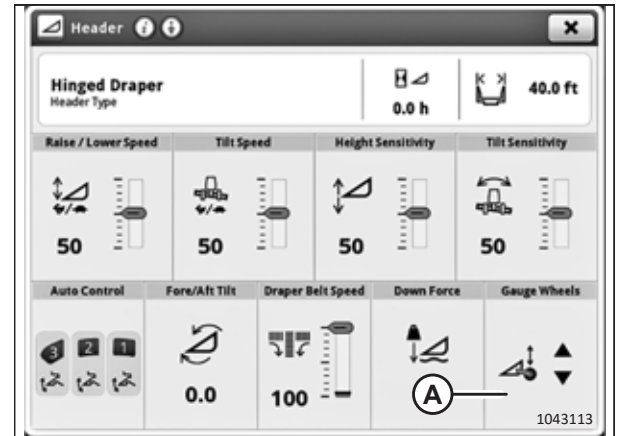 Header
Hinged Draper
Header Type
0.0 h
40.0 ft
Raise / Lower Speed
Tilt Speed
Height Sensitivity
Tilt Sensitivity
50
50
50
50
Auto Control
Fore/Aft Tilt
Draper Belt Speed
Down Force
Gauge Wheels
3 2 1
0.0
100
A
1043113